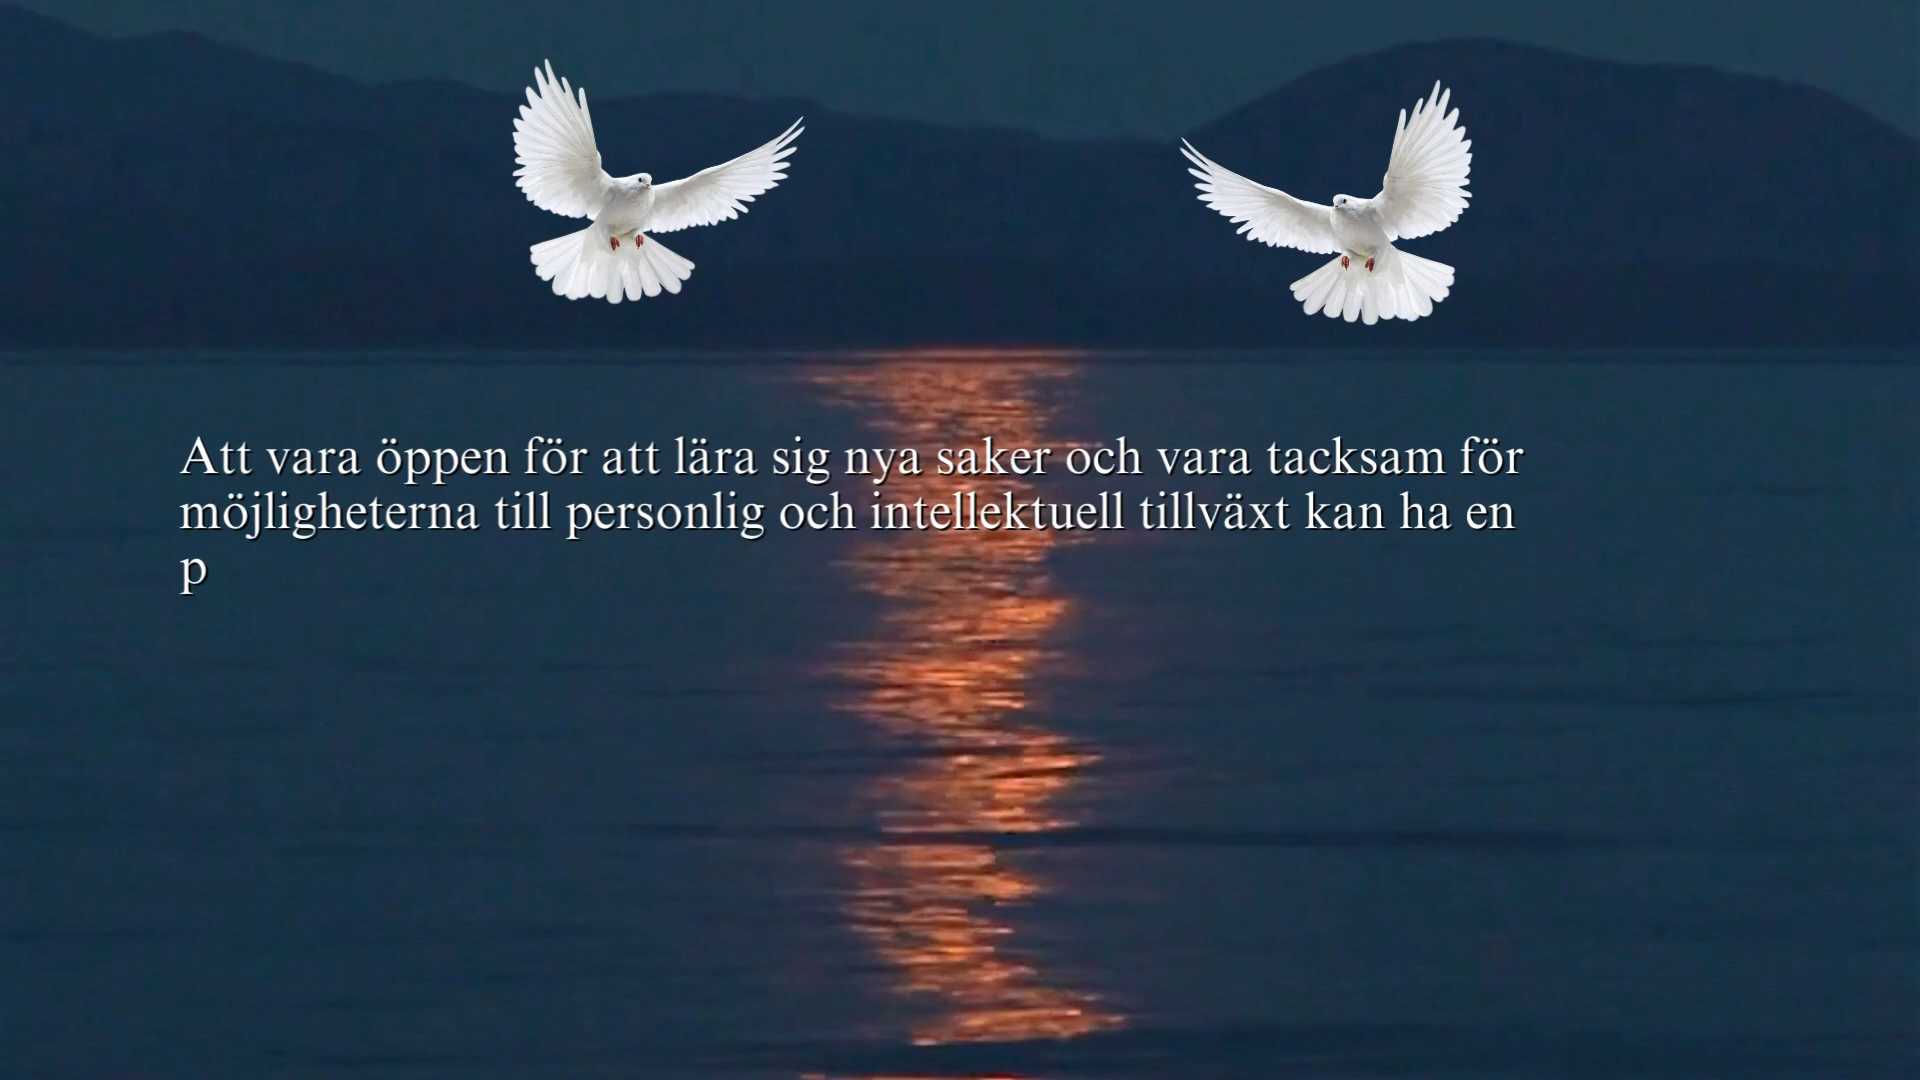 Att vara öppen för att lära sig nya saker och vara tacksam för
möjligheterna till personlig och intellektuell tillväxt kan ha en
p